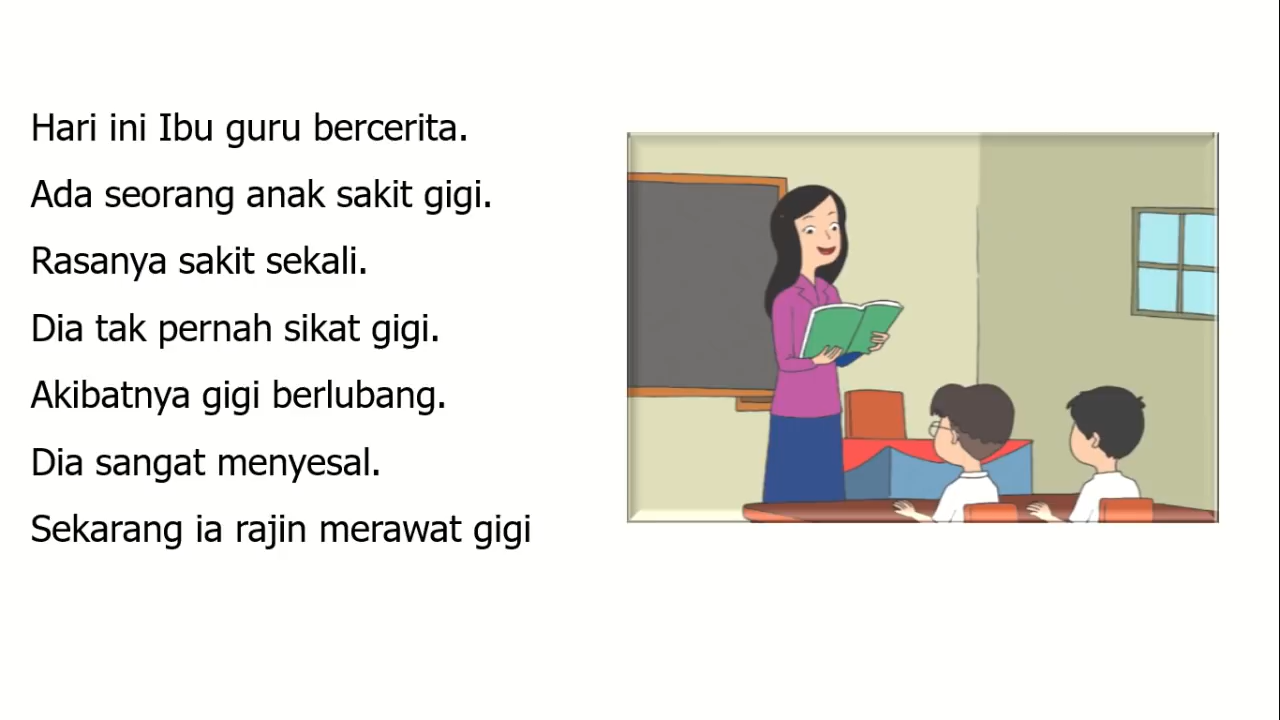 Hari ini Ibu guru bercerita.
Ada seorang anak sakit gigi.
Rasanya sakit sekali.
Dia tak pernah sikat gigi.
Akibatnya gigi berlubang.
Dia sangat menyesal.
Sekarang ia rajin merawat gigi